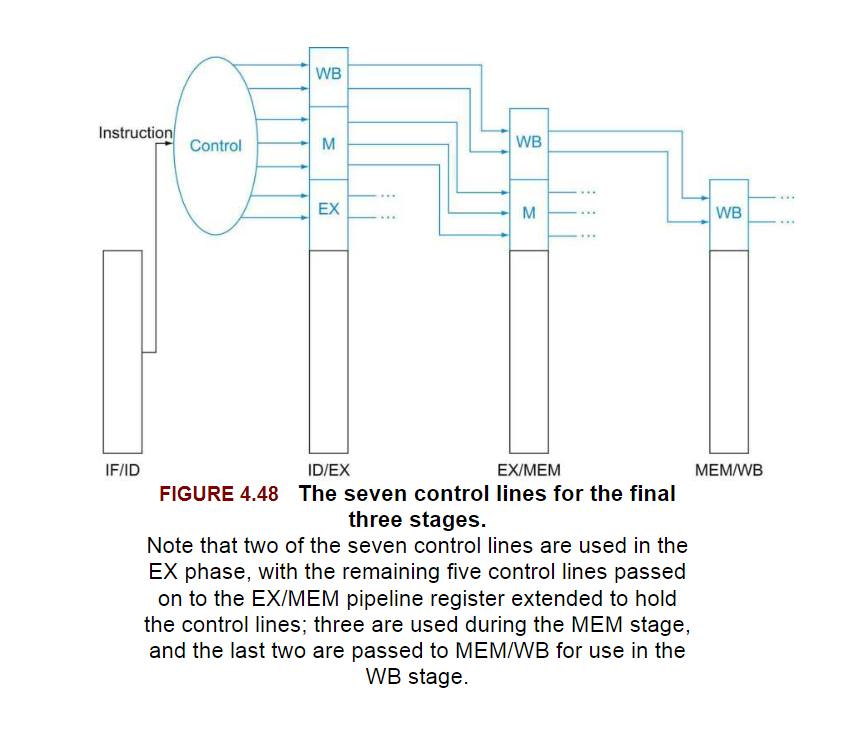 WB
Instruction
Control
M
WB
EX
...
...
M
...
...
...
WB
...
...
IF/ID
ID/EX
EX/MEM
MEM/WB
FIGURE 4.48 The seven control lines for the final
three stages.
Note that two of the seven control lines are used in the
EX phase, with the remaining five control lines passed
on to the EX/MEM pipeline register extended to hold
the control lines; three are used during the MEM stage,
and the last two are passed to MEM/WB for use in the
WB stage.